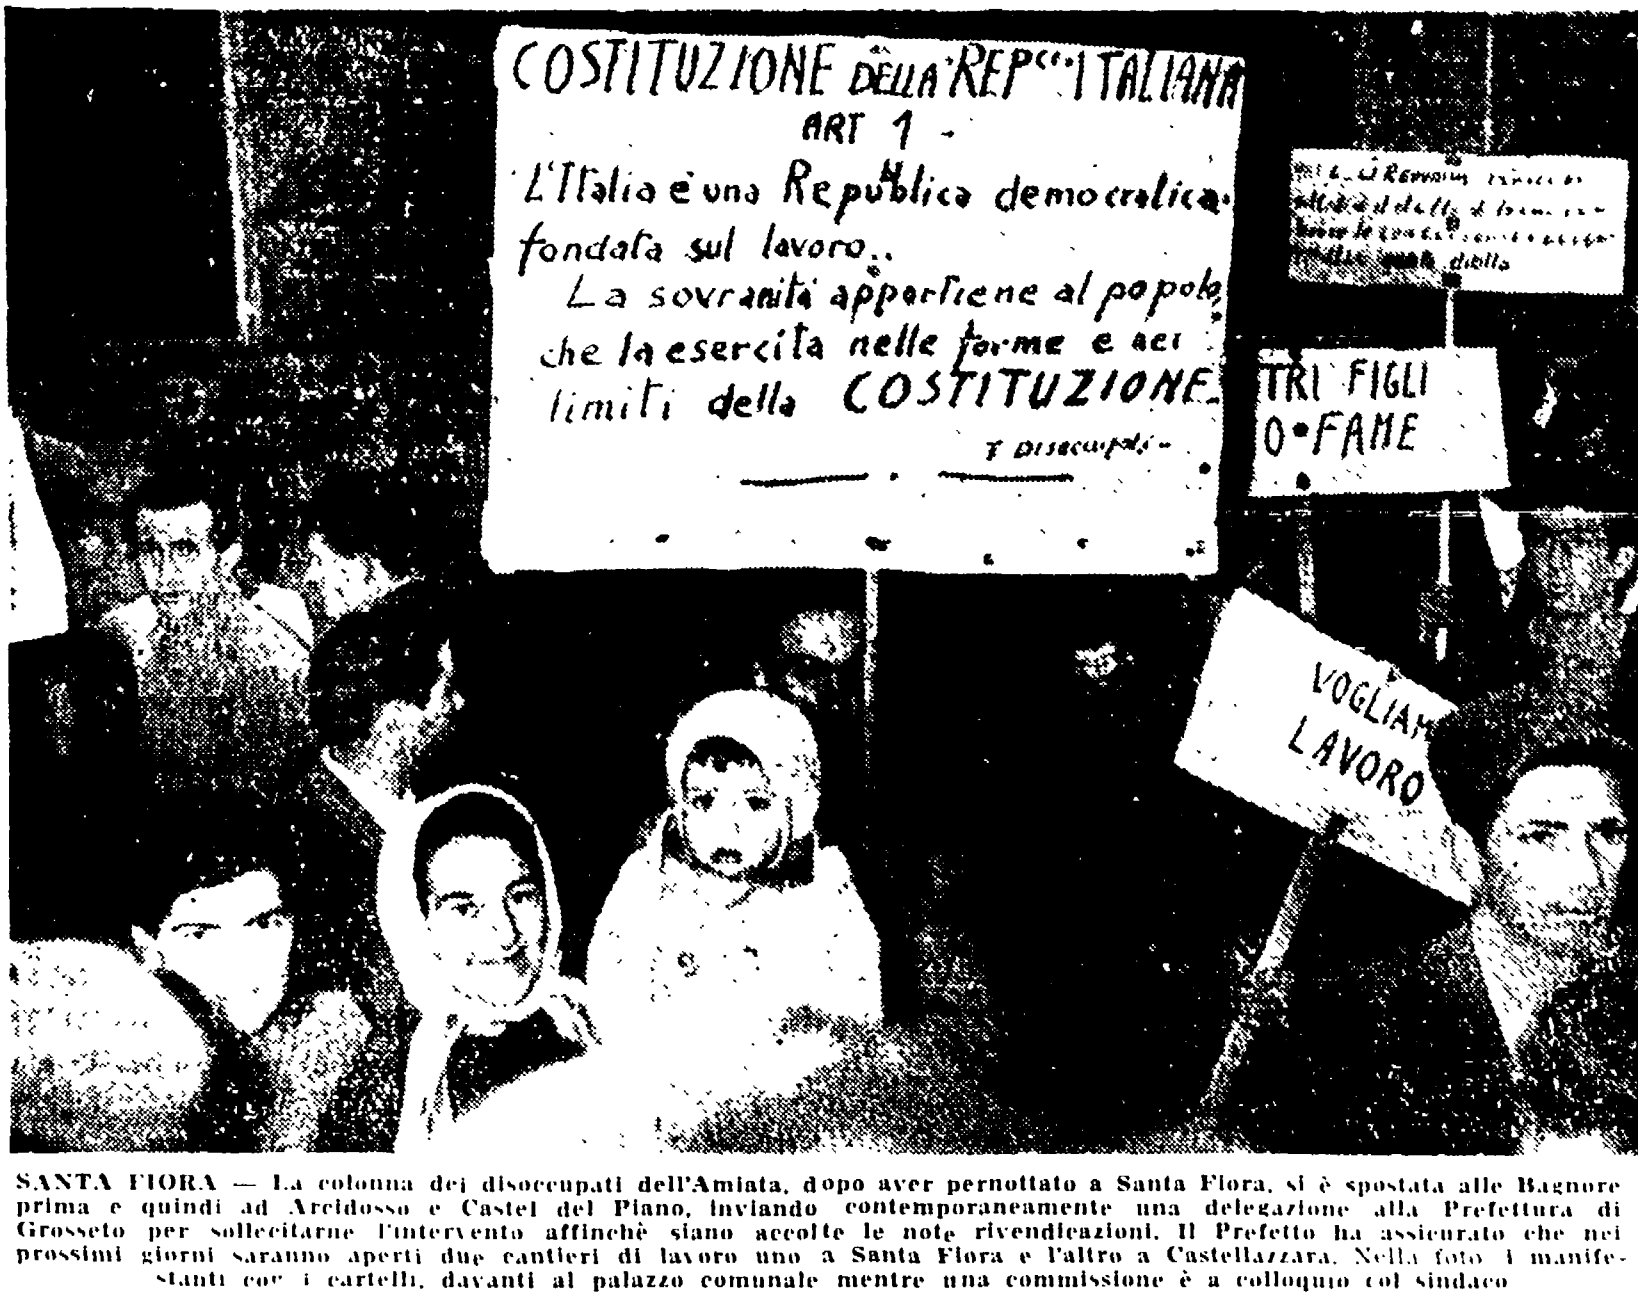 COSTITUZIONE DELLA REP ITALIANA
ART 1
L'Italia è una Repubblica democratica
fondata sul lavoro..
La sovranità appartiene al popolo,
che la esercita nelle forme e nei
limiti della COSTITUZIONE
I Disoccupati
della
TRI FIGLI
O FAME
VOGLIAM
LAVORO
SANTA FIORA — La colonna dei disoccupati dell'Amiata, dopo aver pernottato a Santa Fiora, si è spostata alle Bagnore
prima e quindi ad Arcidosso e Castel del Piano, inviando contemporaneamente una delegazione alla Prefettura di
Grosseto per sollecitarne l'intervento affinchè siano accolte le note rivendicazioni. Il Prefetto ha assicurato che nei
prossimi giorni saranno aperti due cantieri di lavoro uno a Santa Fiora e l'altro a Castellazzara. Nella foto i manife-
stanti con i cartelli, davanti al palazzo comunale mentre una commissione è a colloquio col sindaco